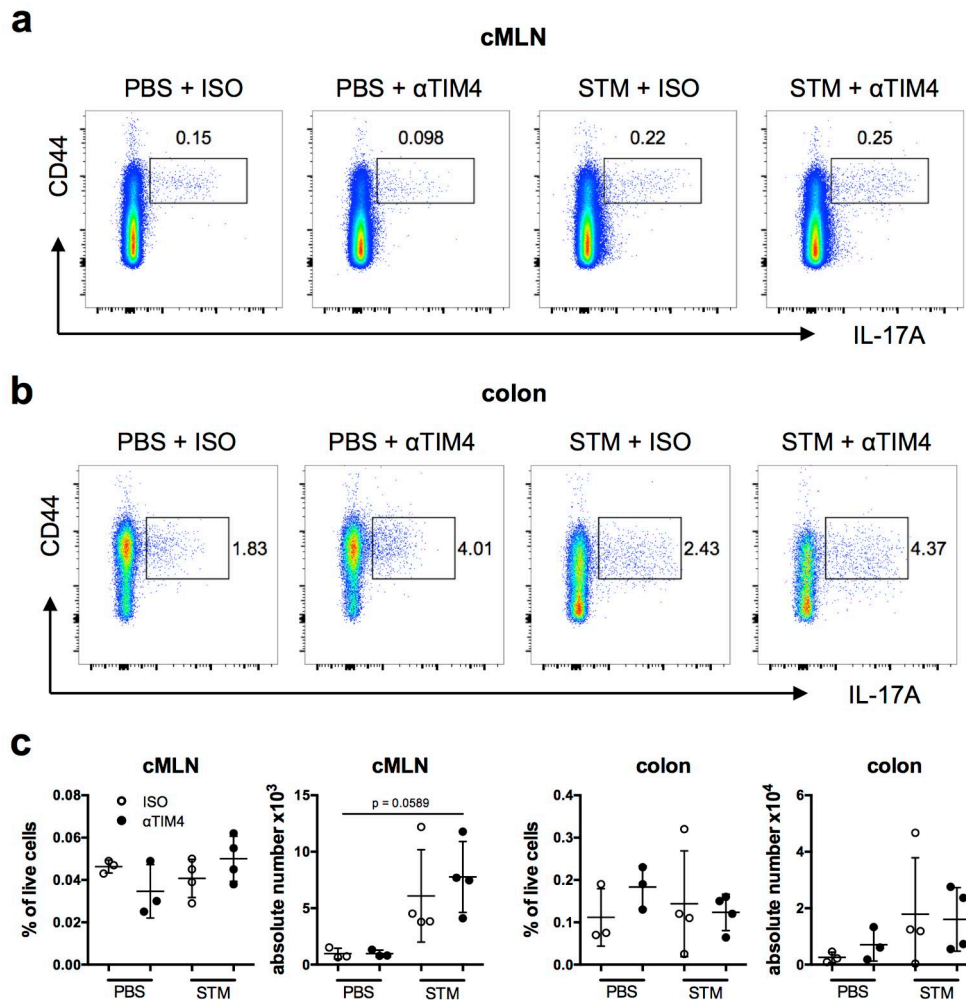 a
cMLN
PBS + ISO PBS + αTIM4 STM + ISO STM + αTIM4
0.15 0.098 0.22 0.25
CD44
IL-17A
b
colon
PBS + ISO PBS + αTIM4 STM + ISO STM + αTIM4
1.83 4.01 2.43 4.37
CD44
IL-17A
c
cMLN
% of live cells
0.08
0.06
0.04
0.02
0.00
ISO
αTIM4
PBS STM
cMLN
absolute number x10³
15
10
5
0
p = 0.0589
PBS STM
colon
% of live cells
0.4
0.3
0.2
0.1
0.0
PBS STM
colon
absolute number x10⁴
6
4
2
0
PBS STM